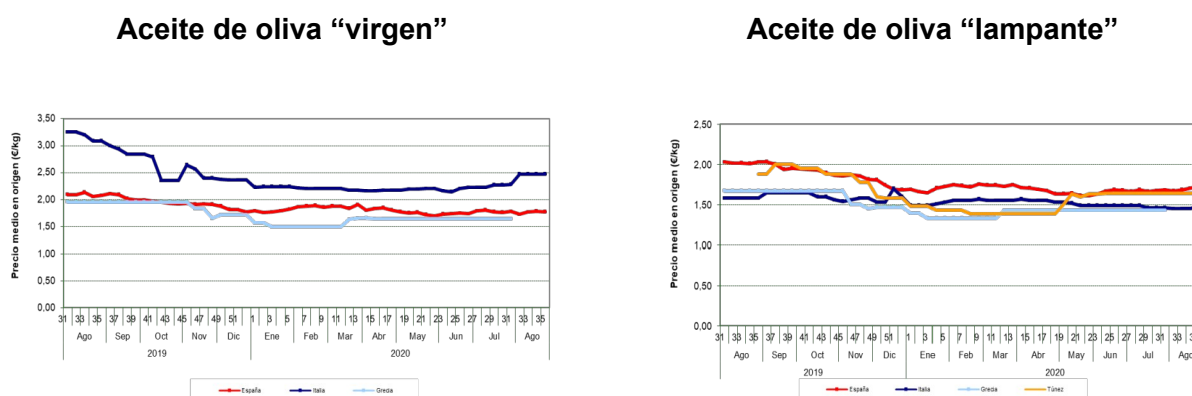 Aceite de oliva “virgen”
Precio medio en origen (€/kg)
3,50
3,00
2,50
2,00
1,50
1,00
0,50
0,00
31 33 35 37 39 41 43 45 47 49 51 1 3 5 7 9 11 13 15 17 19 21 23 25 27 29 31 33 35
Ago Sep Oct Nov Dic Ene Feb Mar Abr May Jun Jul Ago
2019 2020
España Italia Grecia
Aceite de oliva “lampante”
Precio medio en origen (€/kg)
2,50
2,00
1,50
1,00
0,50
0,00
31 33 35 37 39 41 43 45 47 49 51 1 3 5 7 9 11 13 15 17 19 21 23 25 27 29 31 33
Ago Sep Oct Nov Dic Ene Feb Mar Abr May Jun Jul Ago
2019 2020
España Italia Grecia Túnez